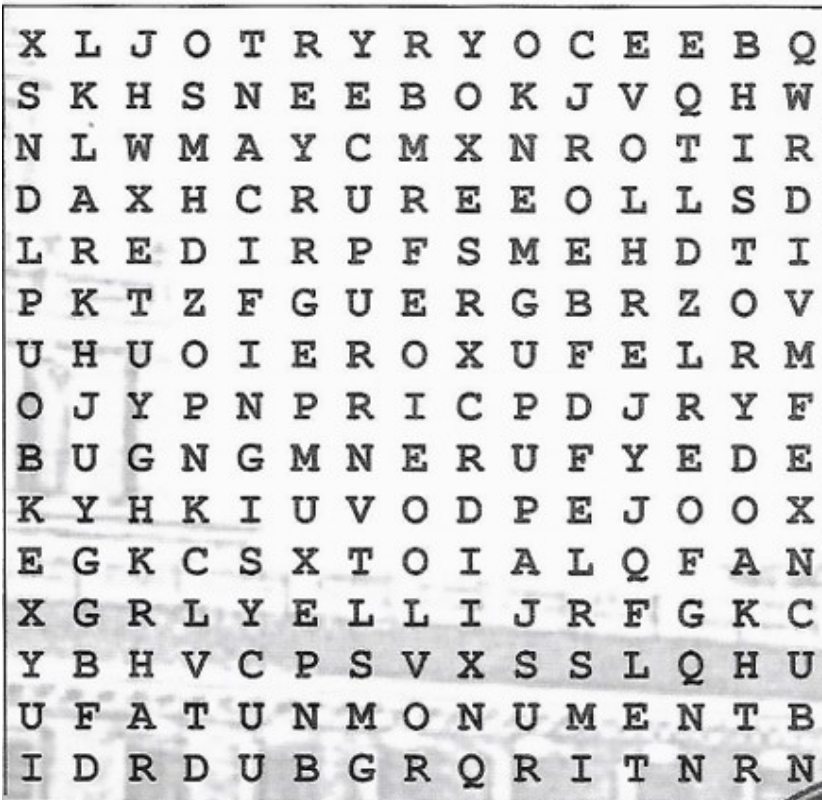 X L J O T R Y R Y O C E E B Q
S K H S N E E B O K J V Q H W
N L W M A Y C M X N R O T I R
D A X H C R U R E E O L L S D
L R E D I R P F S M E H D T I
P K T Z F G U E R G B R Z O V
U H U O I E R O X U F E L R M
O J Y P N P R I C P D J R Y F
B U G N G M N E R U F Y E D E
K Y H K I U V O D P E J O O X
E G K C S X T O I A L Q F A N
X G R L Y E L L I J R F G K C
Y B H V C P S V X S S L Q H U
U F A T U N M O N U M E N T B
I D R D U B G R Q R I T N R N